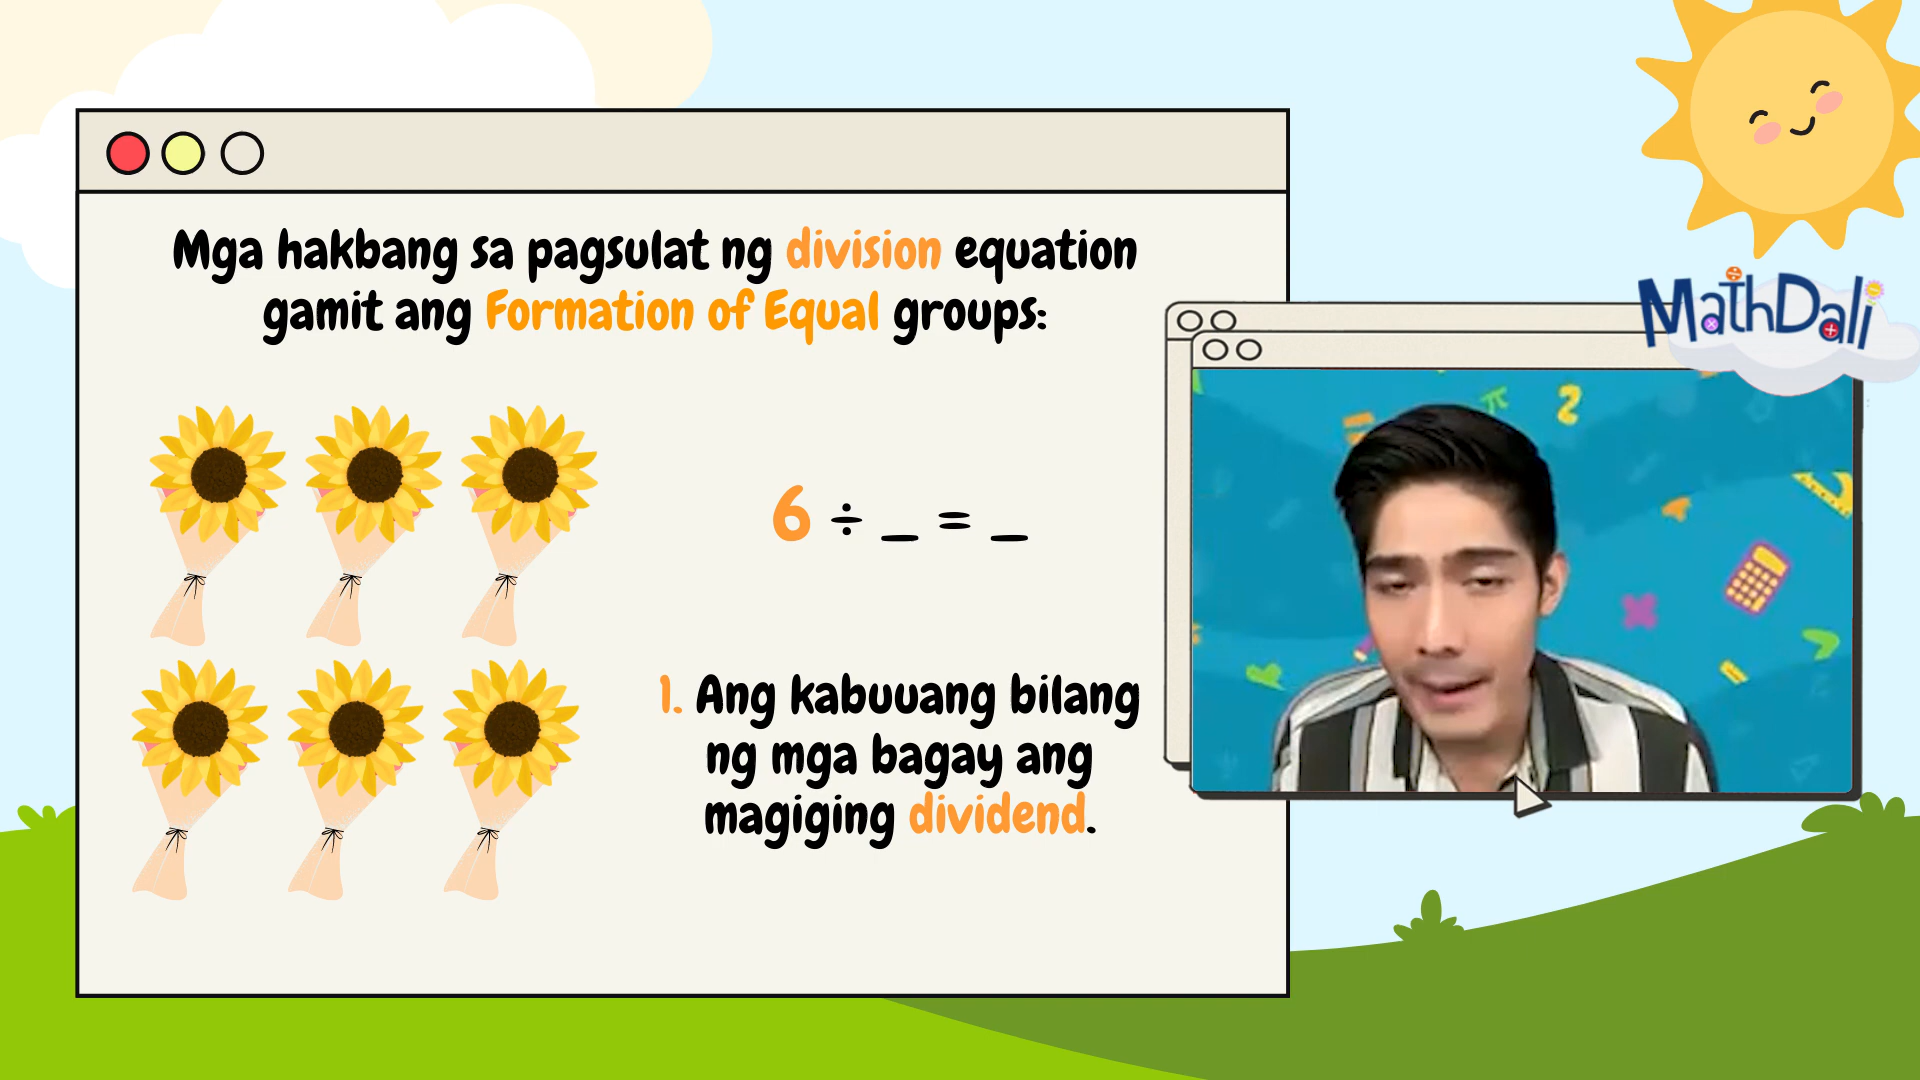 Mga hakbang sa pagsulat ng division equation
gamit ang Formation of Equal groups:
MathDali
6 ÷ _ = _
1. Ang kabuuang bilang
ng mga bagay ang
magiging dividend.
π
2